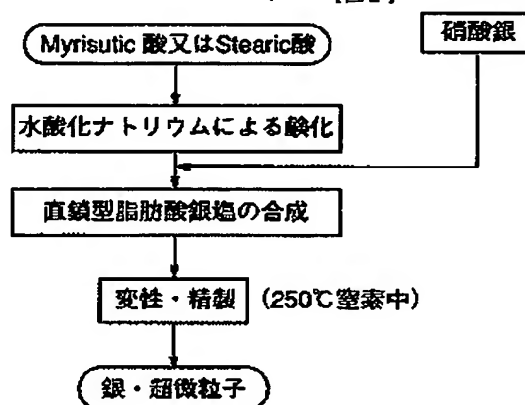 Myrisutic 酸又はStearic酸
硝酸銀
水酸化ナトリウムによる鹸化
直鎖型脂肪酸銀塩の合成
変性・精製 (250℃窒素中)
銀・超微粒子